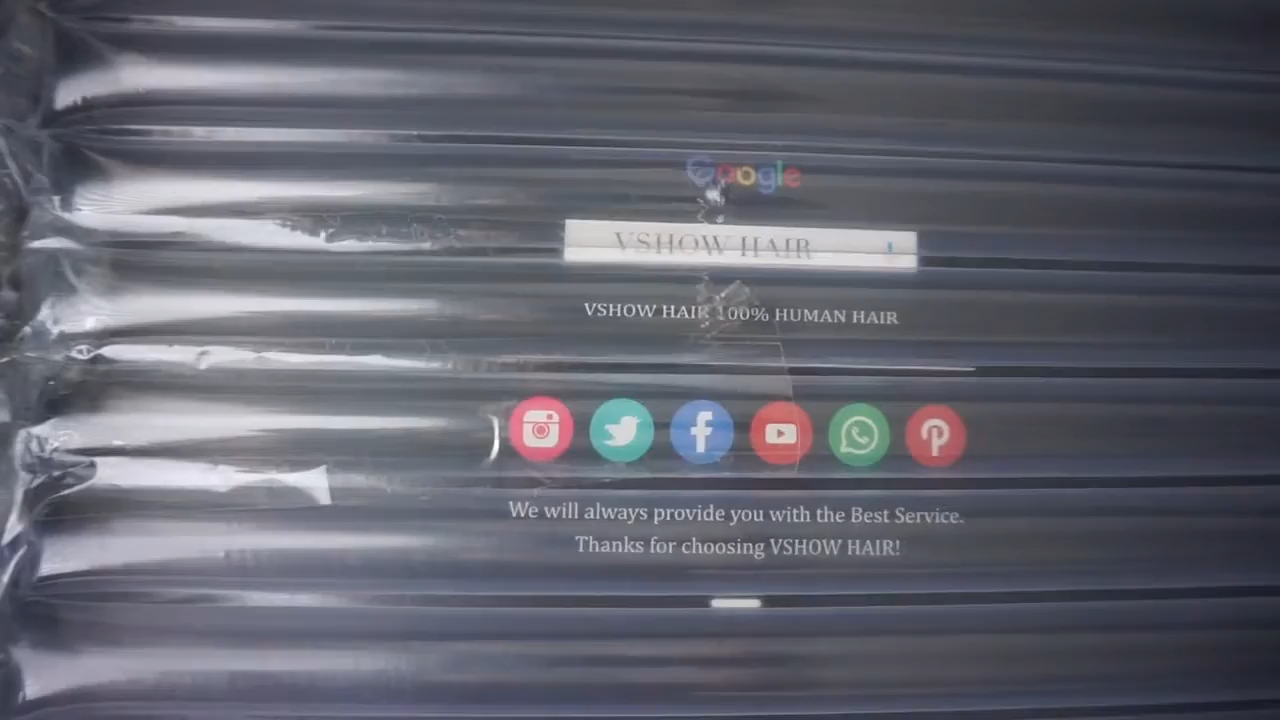 Google
VSHOW HAIR
VSHOW HAIR 100% HUMAN HAIR
We will always provide you with the Best Service.
Thanks for choosing VSHOW HAIR!